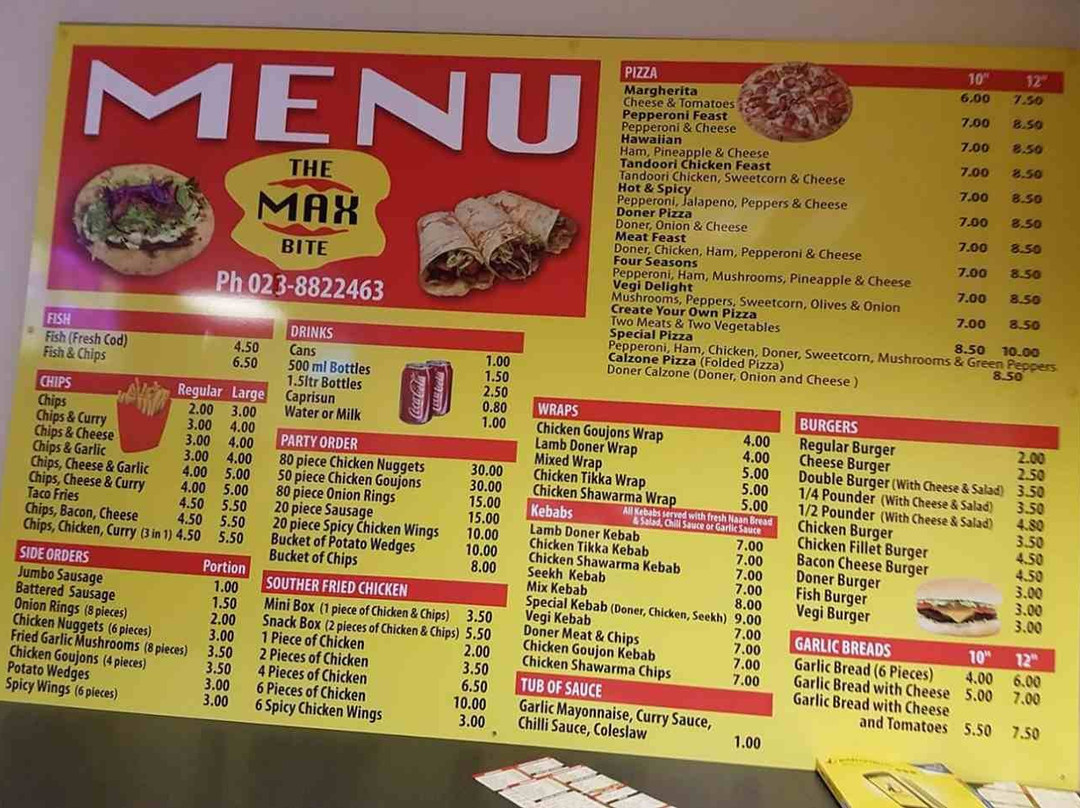 MENU
THE
MAX
BITE
Ph 023-8822463
FISH
Fish (Fresh Cod) 4.50
Fish & Chips 6.50
CHIPS Regular Large
Chips 2.00 3.00
Chips & Curry 3.00 4.00
Chips & Cheese 3.00 4.00
Chips & Garlic 3.00 4.00
Chips, Cheese & Garlic 4.00 5.00
Chips, Cheese & Curry 4.00 5.00
Taco Fries 4.50 5.50
Chips, Bacon, Cheese 4.50 5.50
Chips, Chicken, Curry (3 in 1) 4.50 5.50
SIDE ORDERS Portion
Jumbo Sausage 1.00
Battered Sausage 1.50
Onion Rings (8 pieces) 2.00
Chicken Nuggets (6 pieces) 3.00
Fried Garlic Mushrooms (8 pieces) 3.50
Chicken Goujons (4 pieces) 3.50
Potato Wedges 3.00
Spicy Wings (6 pieces) 3.00
DRINKS
Cans 1.00
500 ml Bottles 1.50
1.5ltr Bottles 2.50
Caprisun 0.80
Water or Milk 1.00
Coca-Cola
PARTY ORDER
80 piece Chicken Nuggets 30.00
50 piece Chicken Goujons 30.00
80 piece Onion Rings 15.00
20 piece Sausage 15.00
20 piece Spicy Chicken Wings 10.00
Bucket of Potato Wedges 10.00
Bucket of Chips 8.00
SOUTHER FRIED CHICKEN
Mini Box (1 piece of Chicken & Chips) 3.50
Snack Box (2 pieces of Chicken & Chips) 5.50
1 Piece of Chicken 2.00
2 Pieces of Chicken 3.50
4 Pieces of Chicken 6.50
6 Pieces of Chicken 10.00
6 Spicy Chicken Wings 3.00
PIZZA 10" 12"
Margherita
Cheese & Tomatoes 6.00 7.50
Pepperoni Feast
Pepperoni & Cheese 7.00 8.50
Hawaiian
Ham, Pineapple & Cheese 7.00 8.50
Tandoori Chicken Feast
Tandoori Chicken, Sweetcorn & Cheese 7.00 8.50
Hot & Spicy
Pepperoni, Jalapeno, Peppers & Cheese 7.00 8.50
Doner Pizza
Doner, Onion & Cheese 7.00 8.50
Meat Feast
Doner, Chicken, Ham, Pepperoni & Cheese 7.00 8.50
Four Seasons
Pepperoni, Ham, Mushrooms, Pineapple & Cheese 7.00 8.50
Vegi Delight
Mushrooms, Peppers, Sweetcorn, Olives & Onion 7.00 8.50
Create Your Own Pizza
Two Meats & Two Vegetables 7.00 8.50
Special Pizza 8.50 10.00
Pepperoni, Ham, Chicken, Doner, Sweetcorn, Mushrooms & Green Peppers
Calzone Pizza (Folded Pizza) 8.50
Doner Calzone (Doner, Onion and Cheese )
WRAPS
Chicken Goujons Wrap 4.00
Lamb Doner Wrap 4.00
Mixed Wrap 5.00
Chicken Tikka Wrap 5.00
Chicken Shawarma Wrap 5.00
Kebabs All Kebabs served with fresh Naan Bread
& Salad, Chili Sauce or Garlic Sauce
Lamb Doner Kebab 7.00
Chicken Tikka Kebab 7.00
Chicken Shawarma Kebab 7.00
Seekh Kebab 7.00
Mix Kebab 8.00
Special Kebab (Doner, Chicken, Seekh) 9.00
Vegi Kebab 7.00
Doner Meat & Chips 7.00
Chicken Goujon Kebab 7.00
Chicken Shawarma Chips 7.00
TUB OF SAUCE
Garlic Mayonnaise, Curry Sauce,
Chilli Sauce, Coleslaw 1.00
BURGERS
Regular Burger 2.00
Cheese Burger 2.50
Double Burger (With Cheese & Salad) 3.50
1/4 Pounder (With Cheese & Salad) 3.50
1/2 Pounder (With Cheese & Salad) 4.80
Chicken Burger 3.50
Chicken Fillet Burger 4.50
Bacon Cheese Burger 4.50
Doner Burger 3.00
Fish Burger 3.00
Vegi Burger 3.00
GARLIC BREADS 10" 12"
Garlic Bread (6 Pieces) 4.00 6.00
Garlic Bread with Cheese 5.00 7.00
Garlic Bread with Cheese
and Tomatoes 5.50 7.50